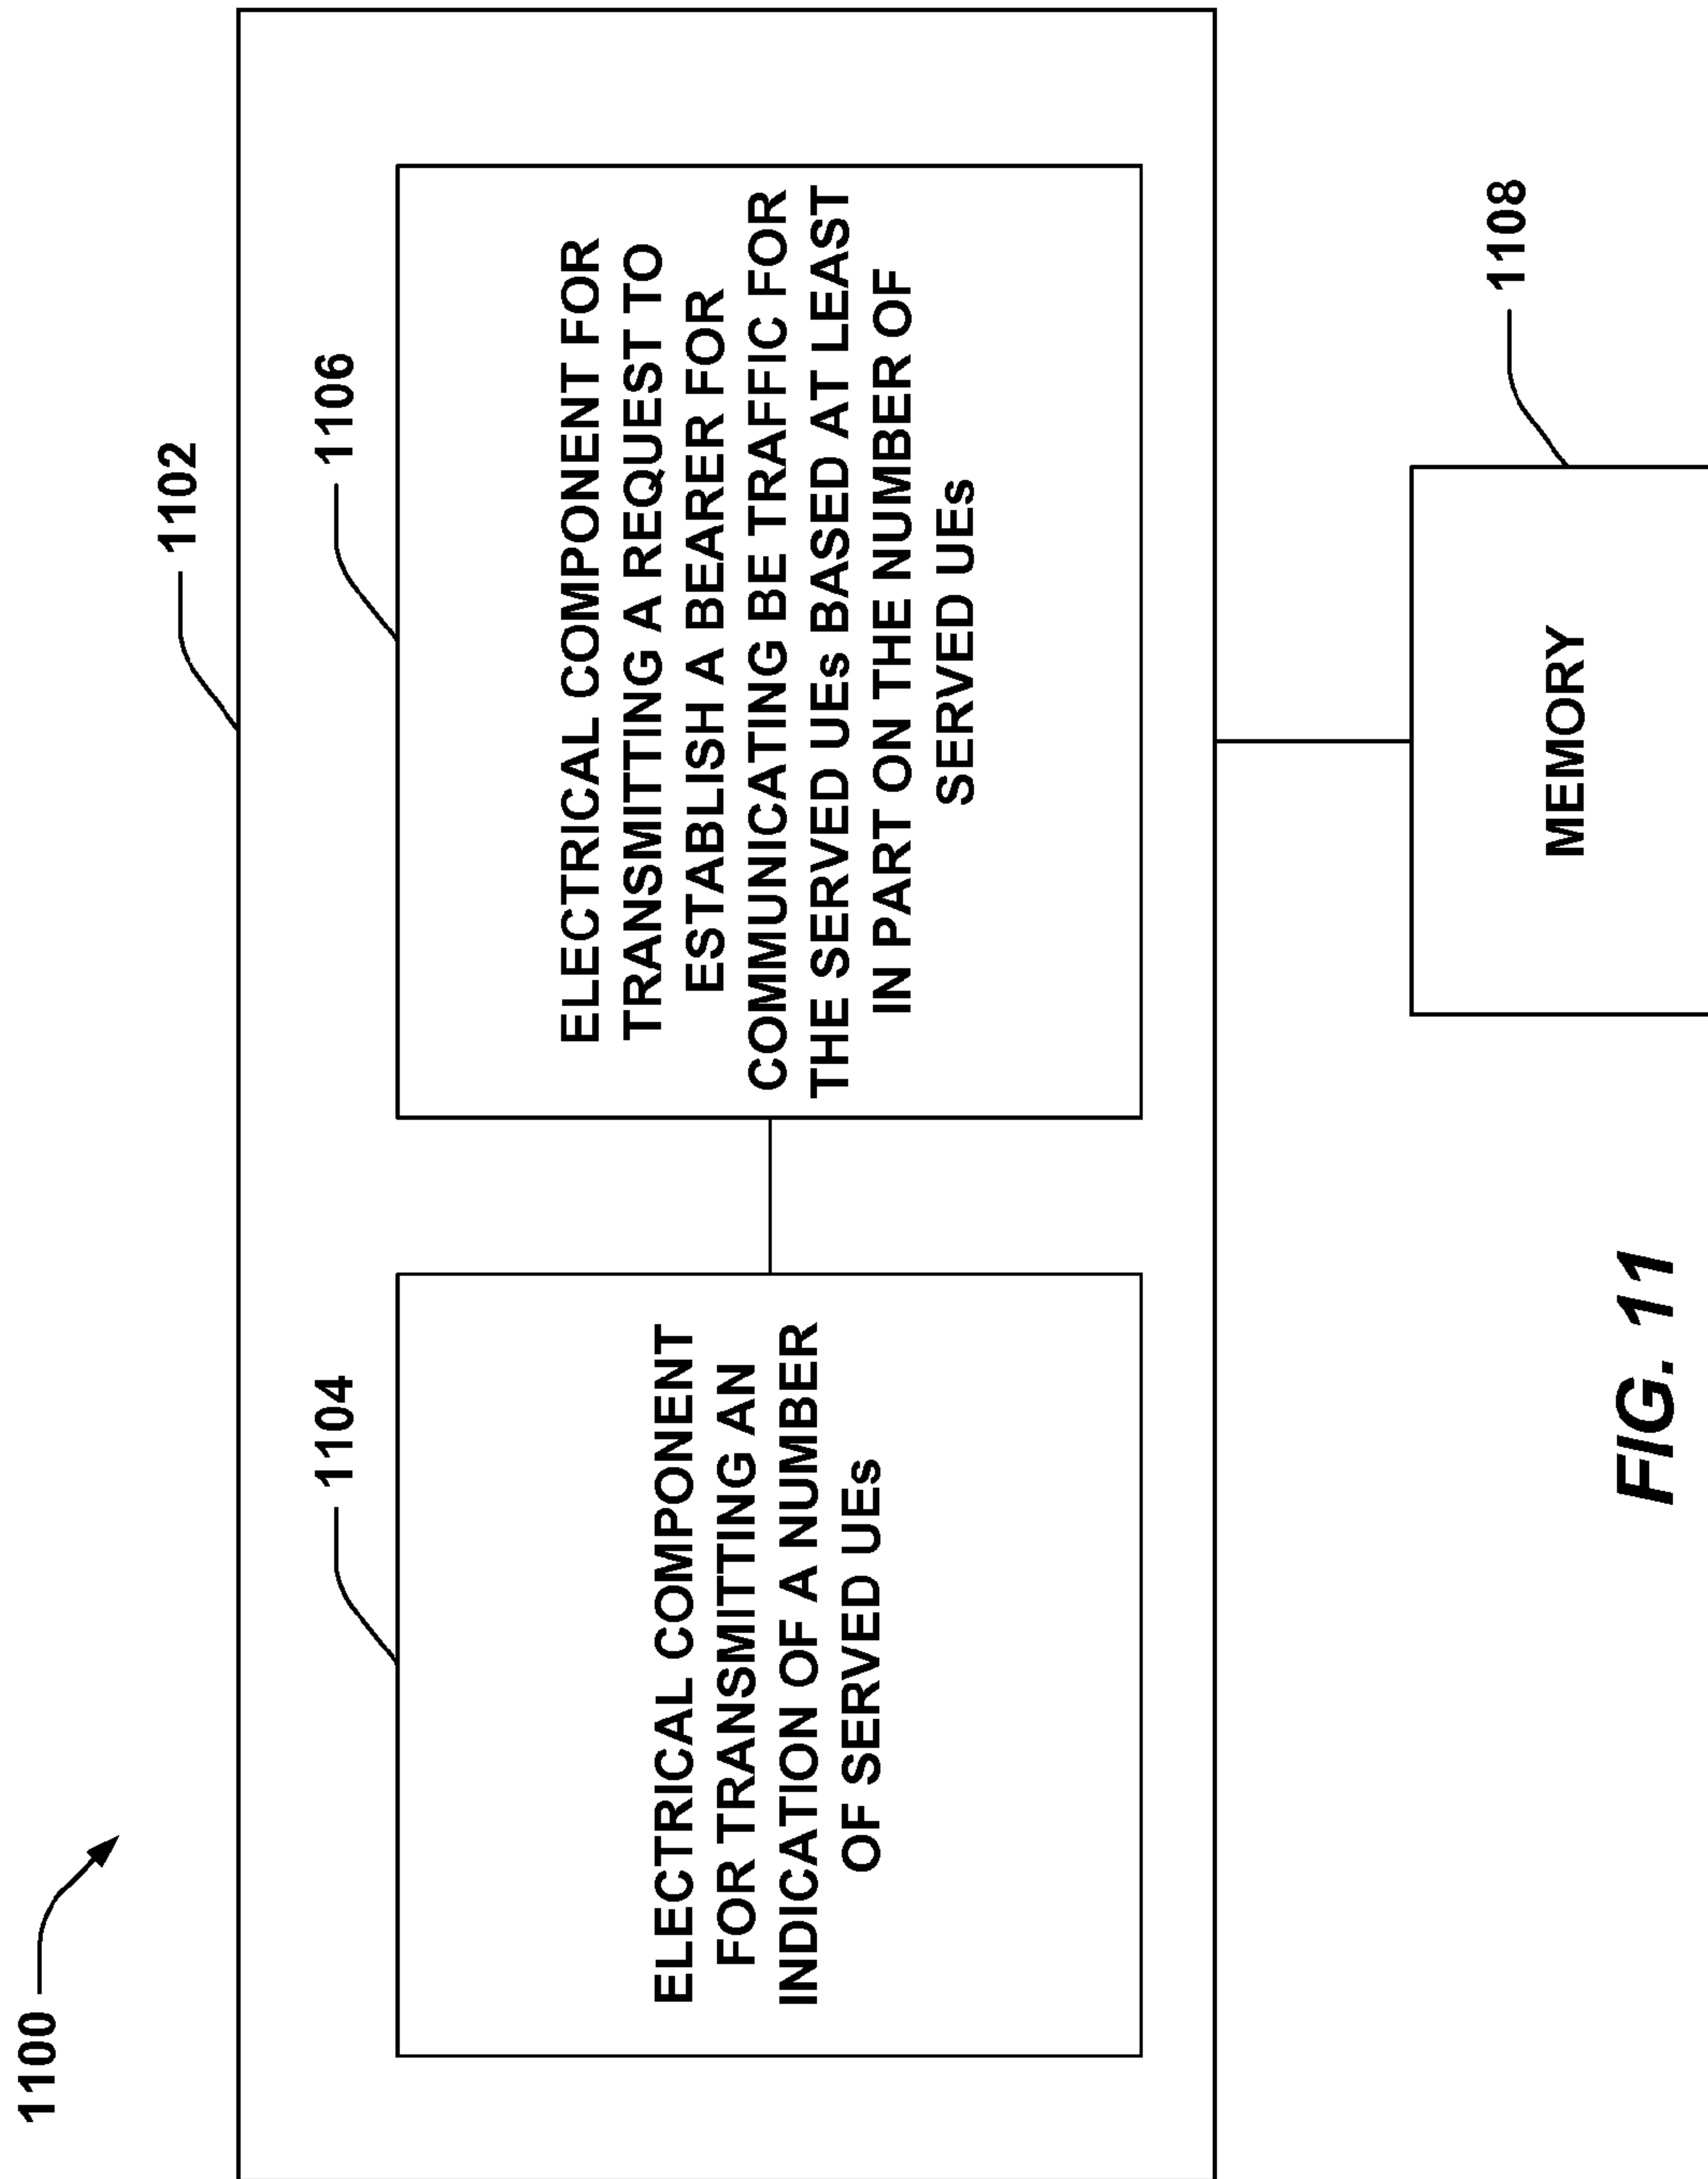 1100
1102
1104
ELECTRICAL COMPONENT
FOR TRANSMITTING AN
INDICATION OF A NUMBER
OF SERVED UEs
1106
ELECTRICAL COMPONENT FOR
TRANSMITTING A REQUEST TO
ESTABLISH A BEARER FOR
COMMUNICATING BE TRAFFIC FOR
THE SERVED UEs BASED AT LEAST
IN PART ON THE NUMBER OF
SERVED UEs
1108
MEMORY
FIG. 11